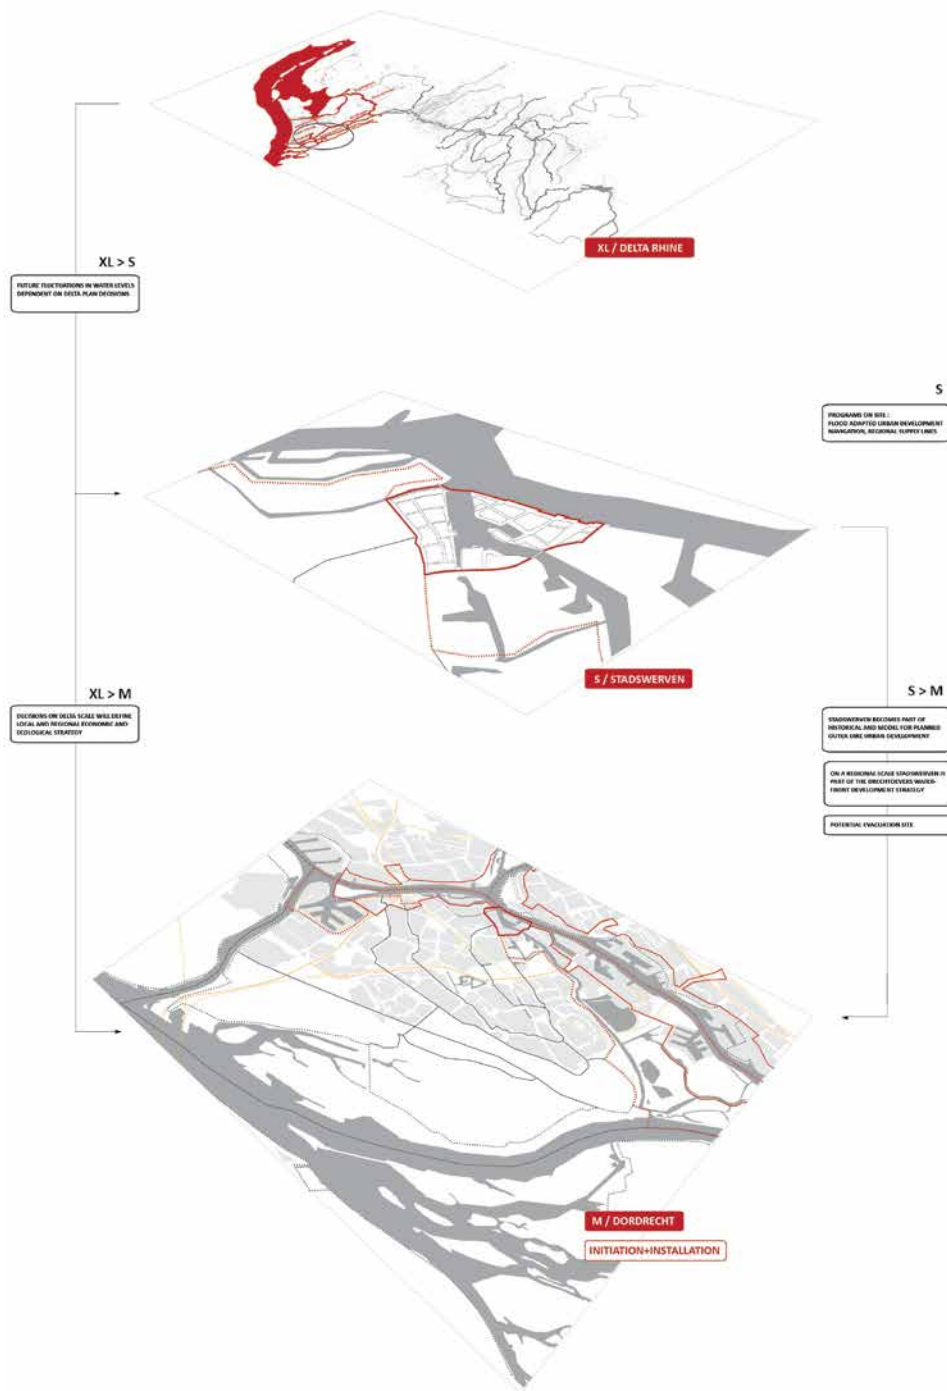 XL / DELTA RHINE
XL > S
FUTURE FLUCTUATIONS IN WATER LEVELS
DEPENDENT ON DELTA PLAN DECISIONS
S
PROGRAMS ON SITE :
FLOOD ADAPTED URBAN DEVELOPMENT
NAVIGATION, REGIONAL SUPPLY LINES
S / STADSWERVEN
XL > M
DECISIONS ON DELTA SCALE WILL DEFINE
LOCAL AND REGIONAL ECONOMIC AND
ECOLOGICAL STRATEGY
S > M
STADSWERVEN BECOMES PART OF
HISTORICAL AND MODEL FOR PLANNED
OUTER DIKE URBAN DEVELOPMENT
ON A REGIONAL SCALE STADSWERVEN IS
PART OF THE DRECHTOEVERS WATER-
FRONT DEVELOPMENT STRATEGY
POTENTIAL EVACUATION SITE
M / DORDRECHT
INITIATION+INSTALLATION